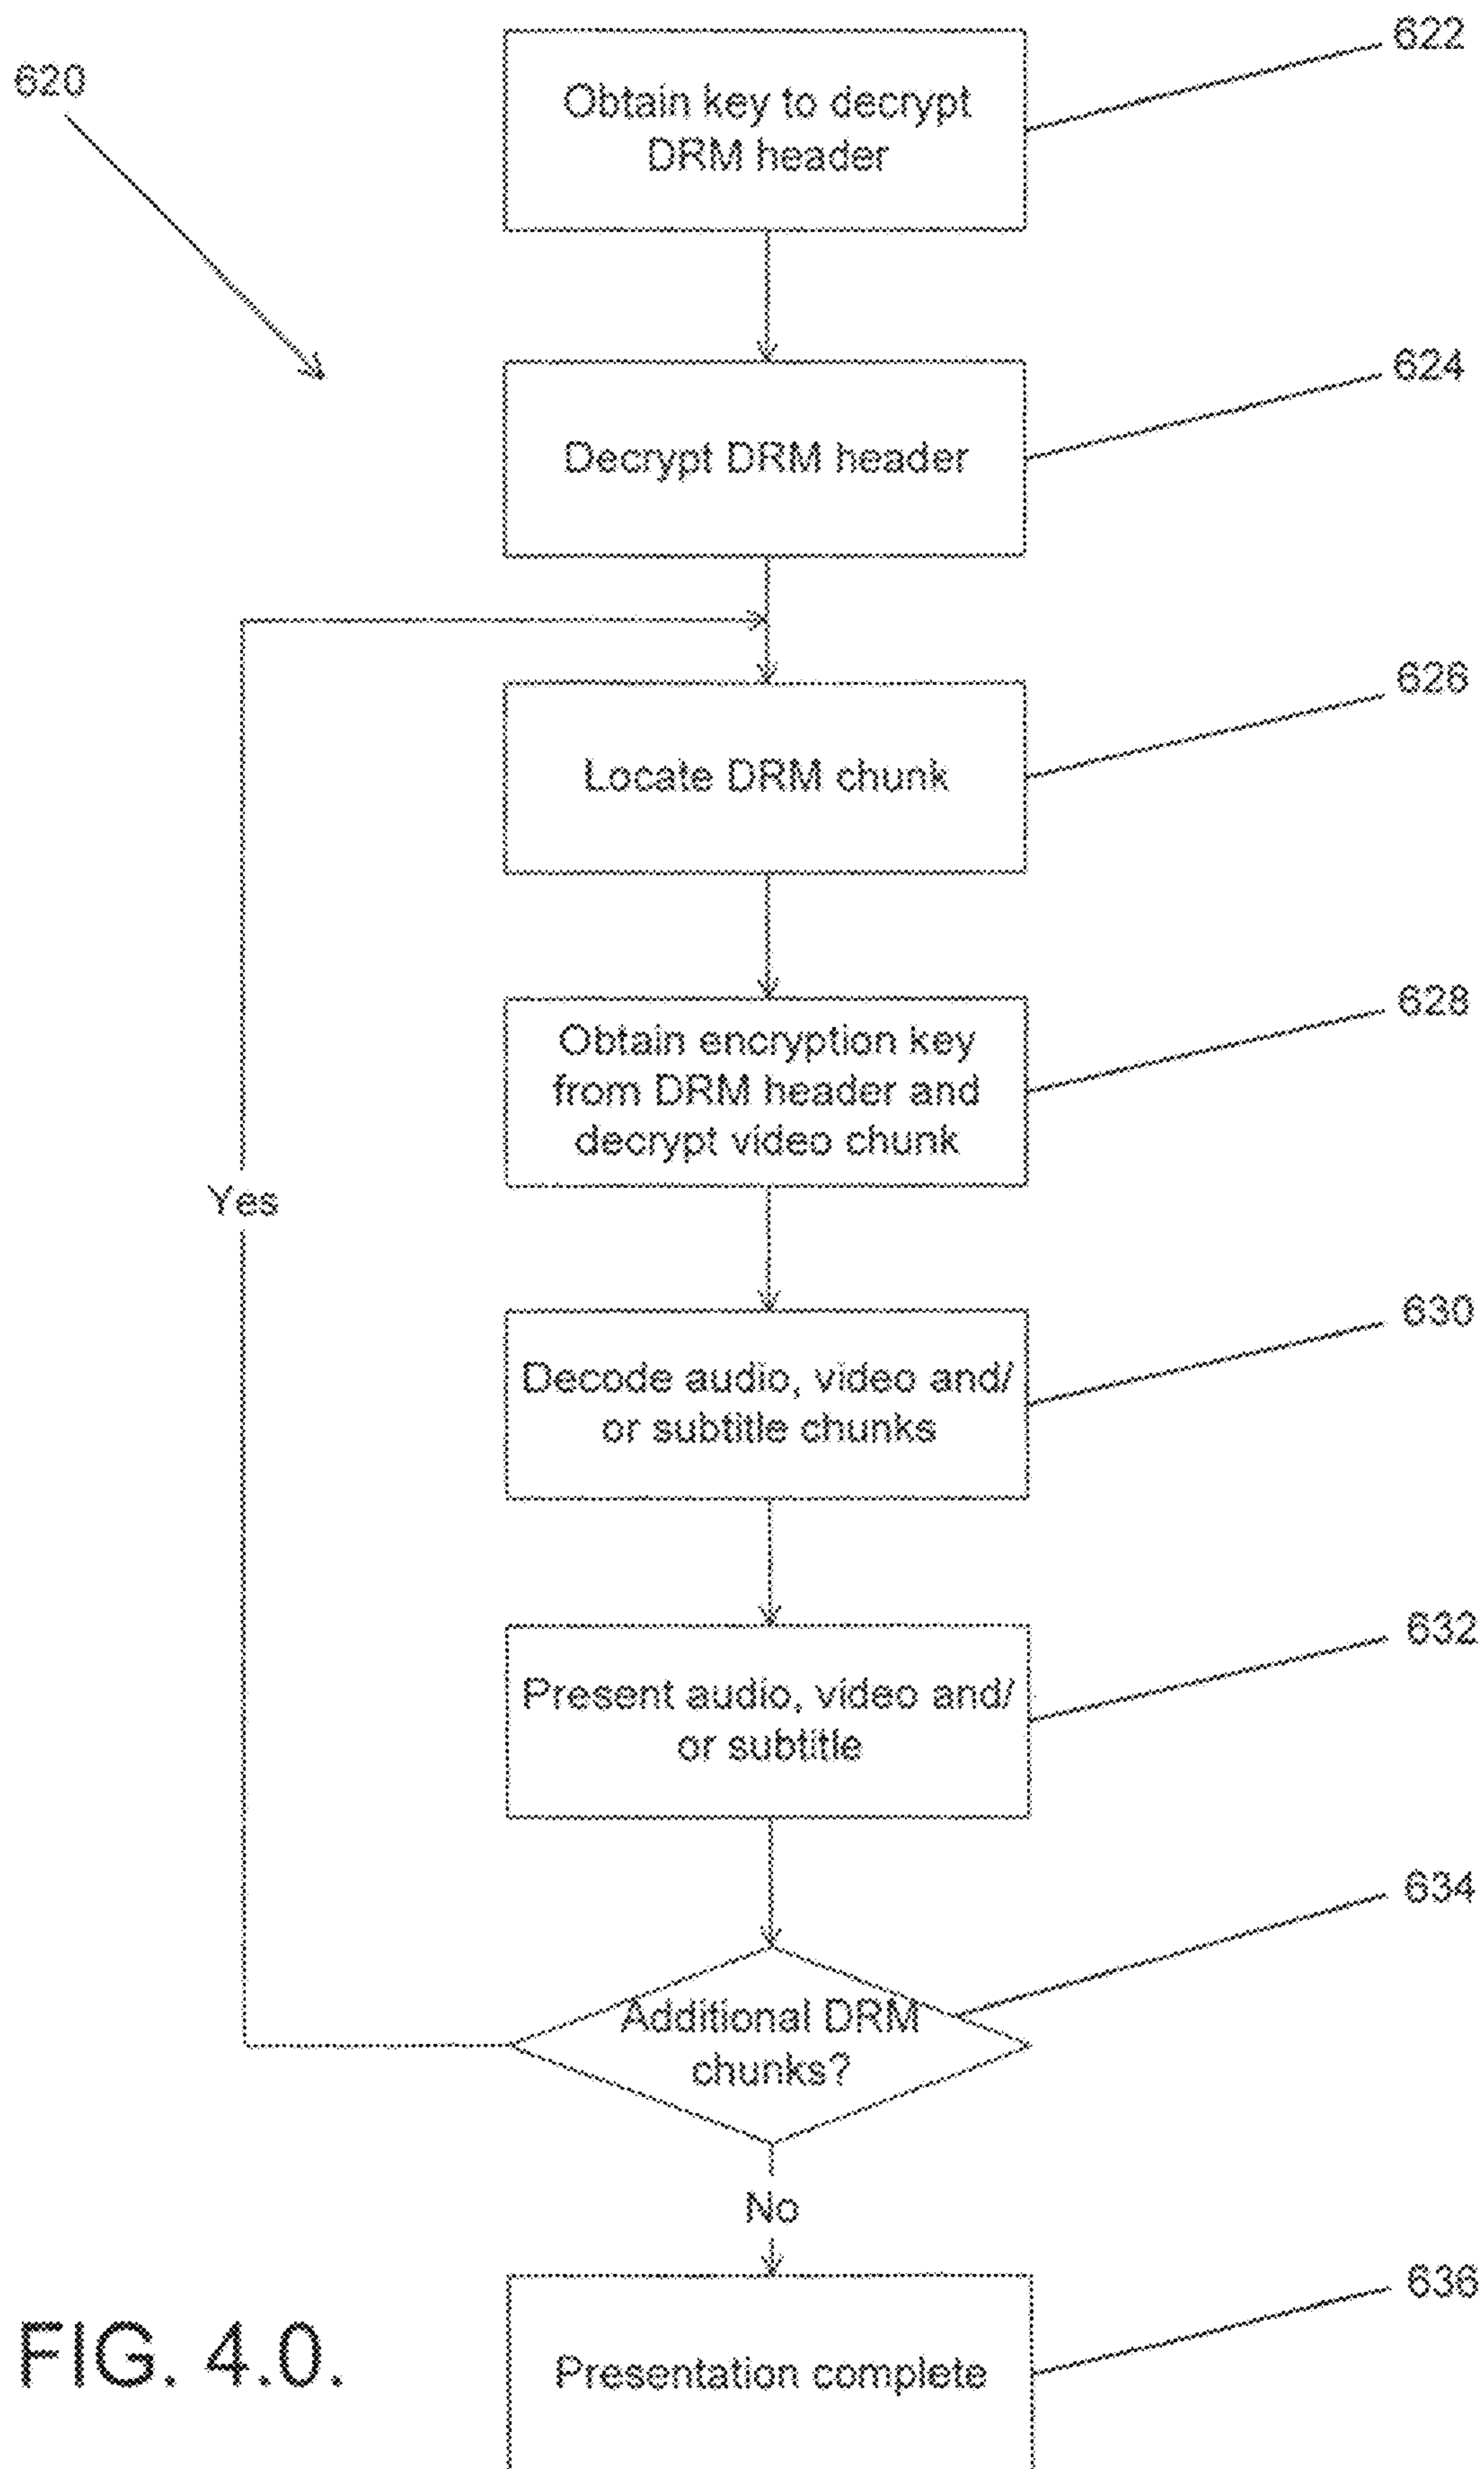 622
620
Obtain key to decrypt
DRM header
624
Decrypt DRM header
626
Locate DRM chunk
628
Obtain encryption key
from DRM header and
decrypt video chunk
Yes
630
Decode audio, video and/
or subtitle chunks
632
Present audio, video and/
or subtitle
634
Additional DRM
chunks?
No
636
Presentation complete
FIG. 4.0.